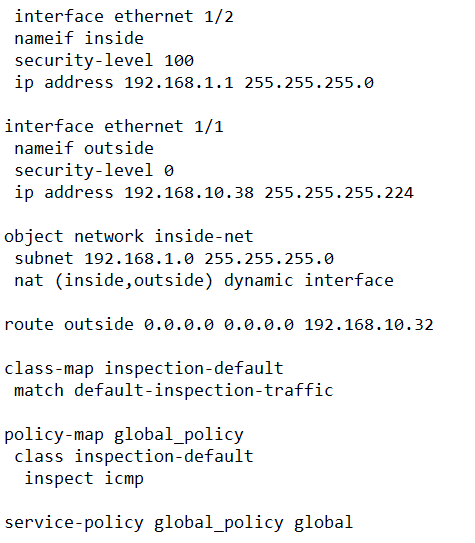 interface ethernet 1/2
nameif inside
security-level 100
ip address 192.168.1.1 255.255.255.0
interface ethernet 1/1
nameif outside
security-level 0
ip address 192.168.10.38 255.255.255.224
object network inside-net
subnet 192.168.1.0 255.255.255.0
nat (inside,outside) dynamic interface
route outside 0.0.0.0 0.0.0.0 192.168.10.32
class-map inspection-default
match default-inspection-traffic
policy-map global_policy
class inspection-default
inspect icmp
service-policy global_policy global